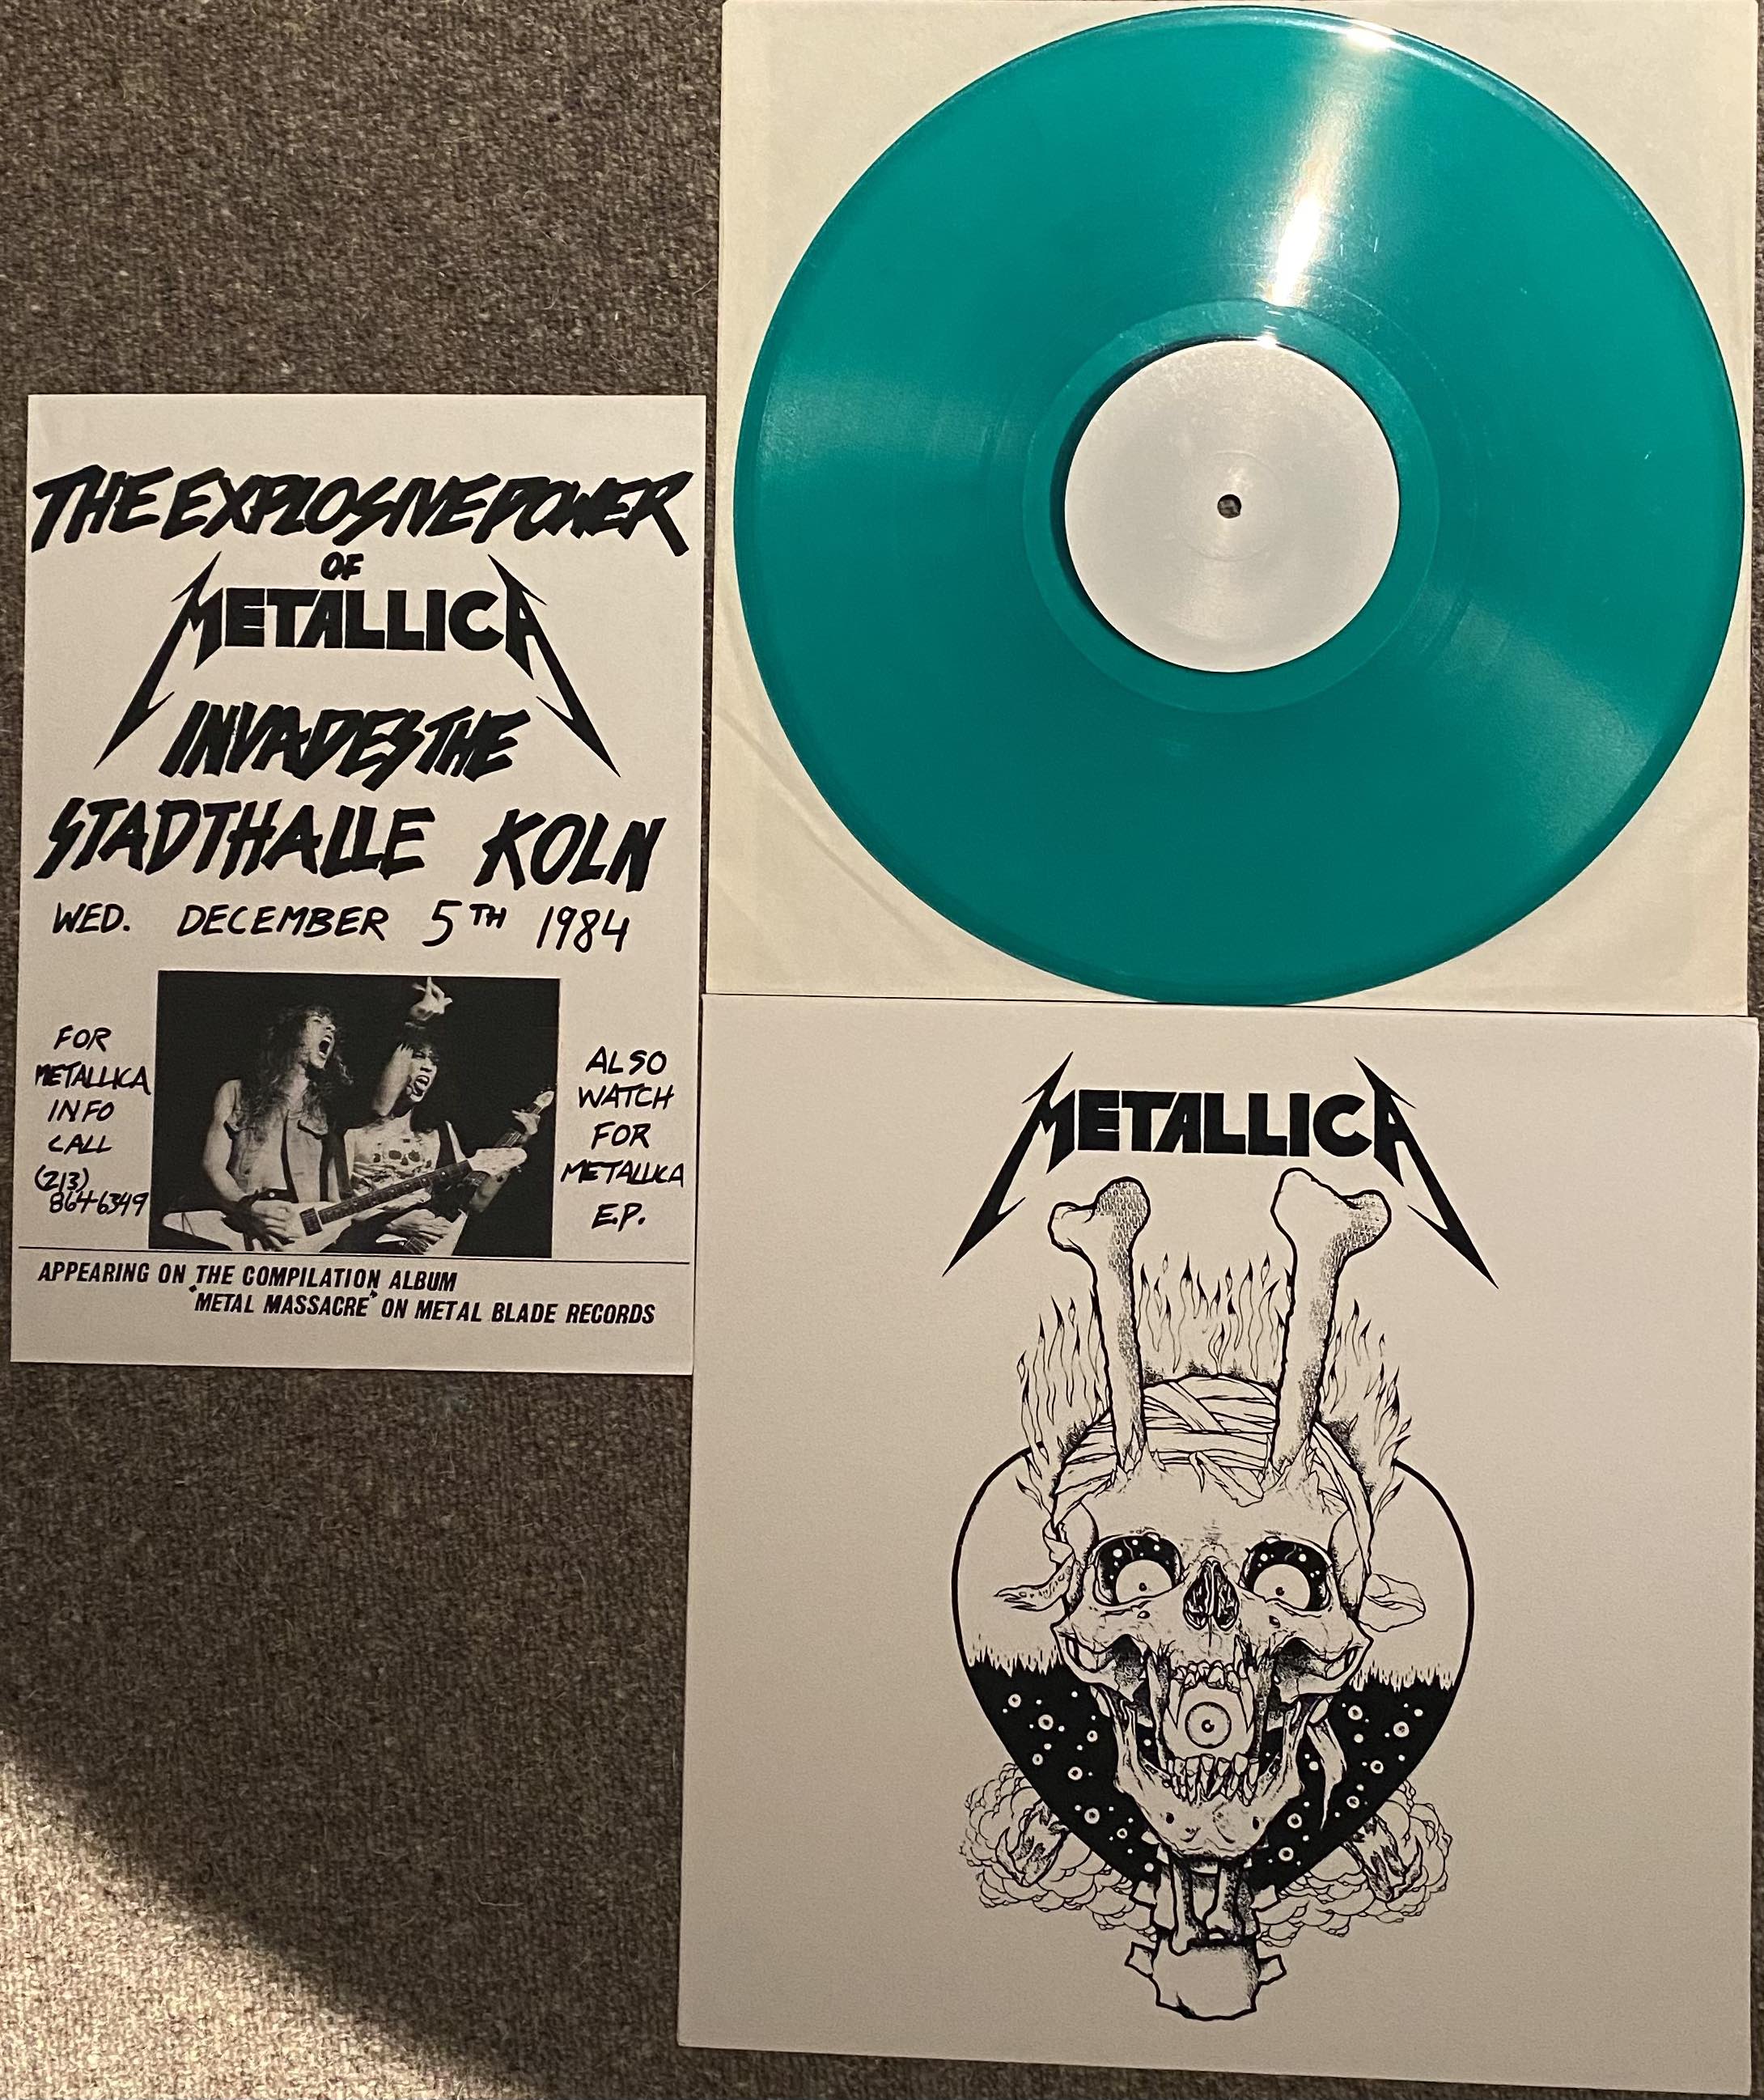 THE EXPLOSIVE POWER
OF
METALLICA
INVADES THE
STADTHALLE KOLN
WED. DECEMBER 5TH 1984
FOR
METALLICA
INFO
CALL
(213)
864-6349
ALSO
WATCH
FOR
METALLICA
E.P.
APPEARING ON THE COMPILATION ALBUM
"METAL MASSACRE" ON METAL BLADE RECORDS
METALLICA